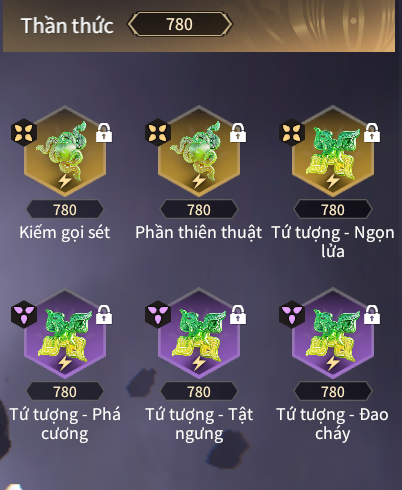 Thần thức 780
780 780 780
Kiếm gọi sét Phần thiên thuật Tứ tượng - Ngọn
lửa
780 780 780
Tứ tượng - Phá Tứ tượng - Tật Tứ tượng - Đao
cương ngưng cháy